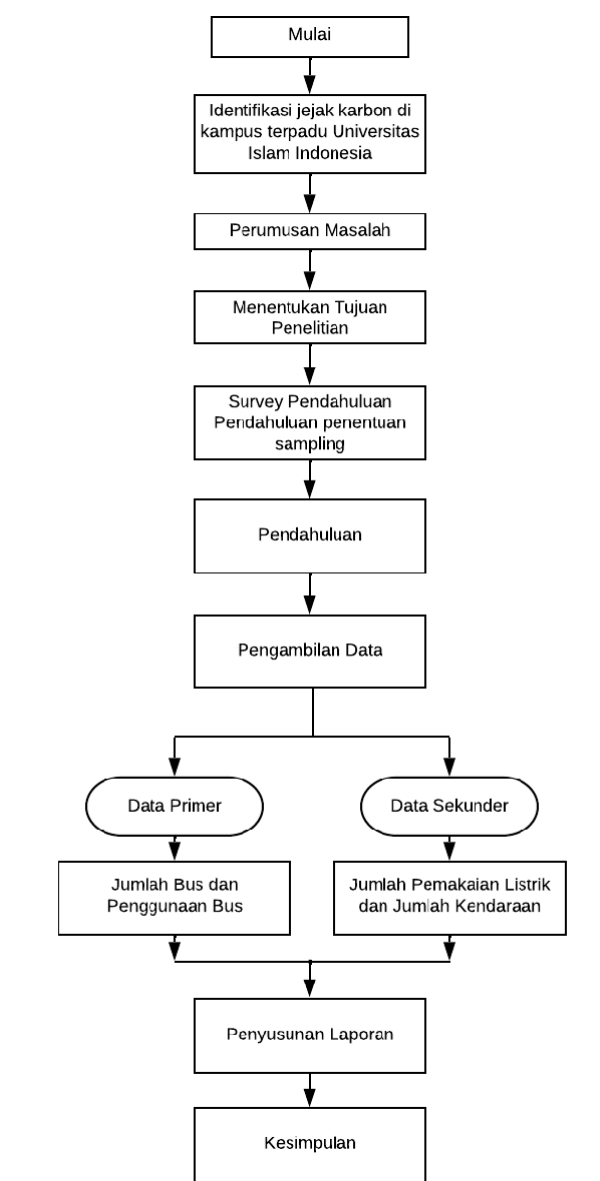 Mulai
Identifikasi jejak karbon di
kampus terpadu Universitas
Islam Indonesia
Perumusan Masalah
Menentukan Tujuan
Penelitian
Survey Pendahuluan
Pendahuluan penentuan
sampling
Pendahuluan
Pengambilan Data
Data Primer
Data Sekunder
Jumlah Bus dan
Penggunaan Bus
Jumlah Pemakaian Listrik
dan Jumlah Kendaraan
Penyusunan Laporan
Kesimpulan